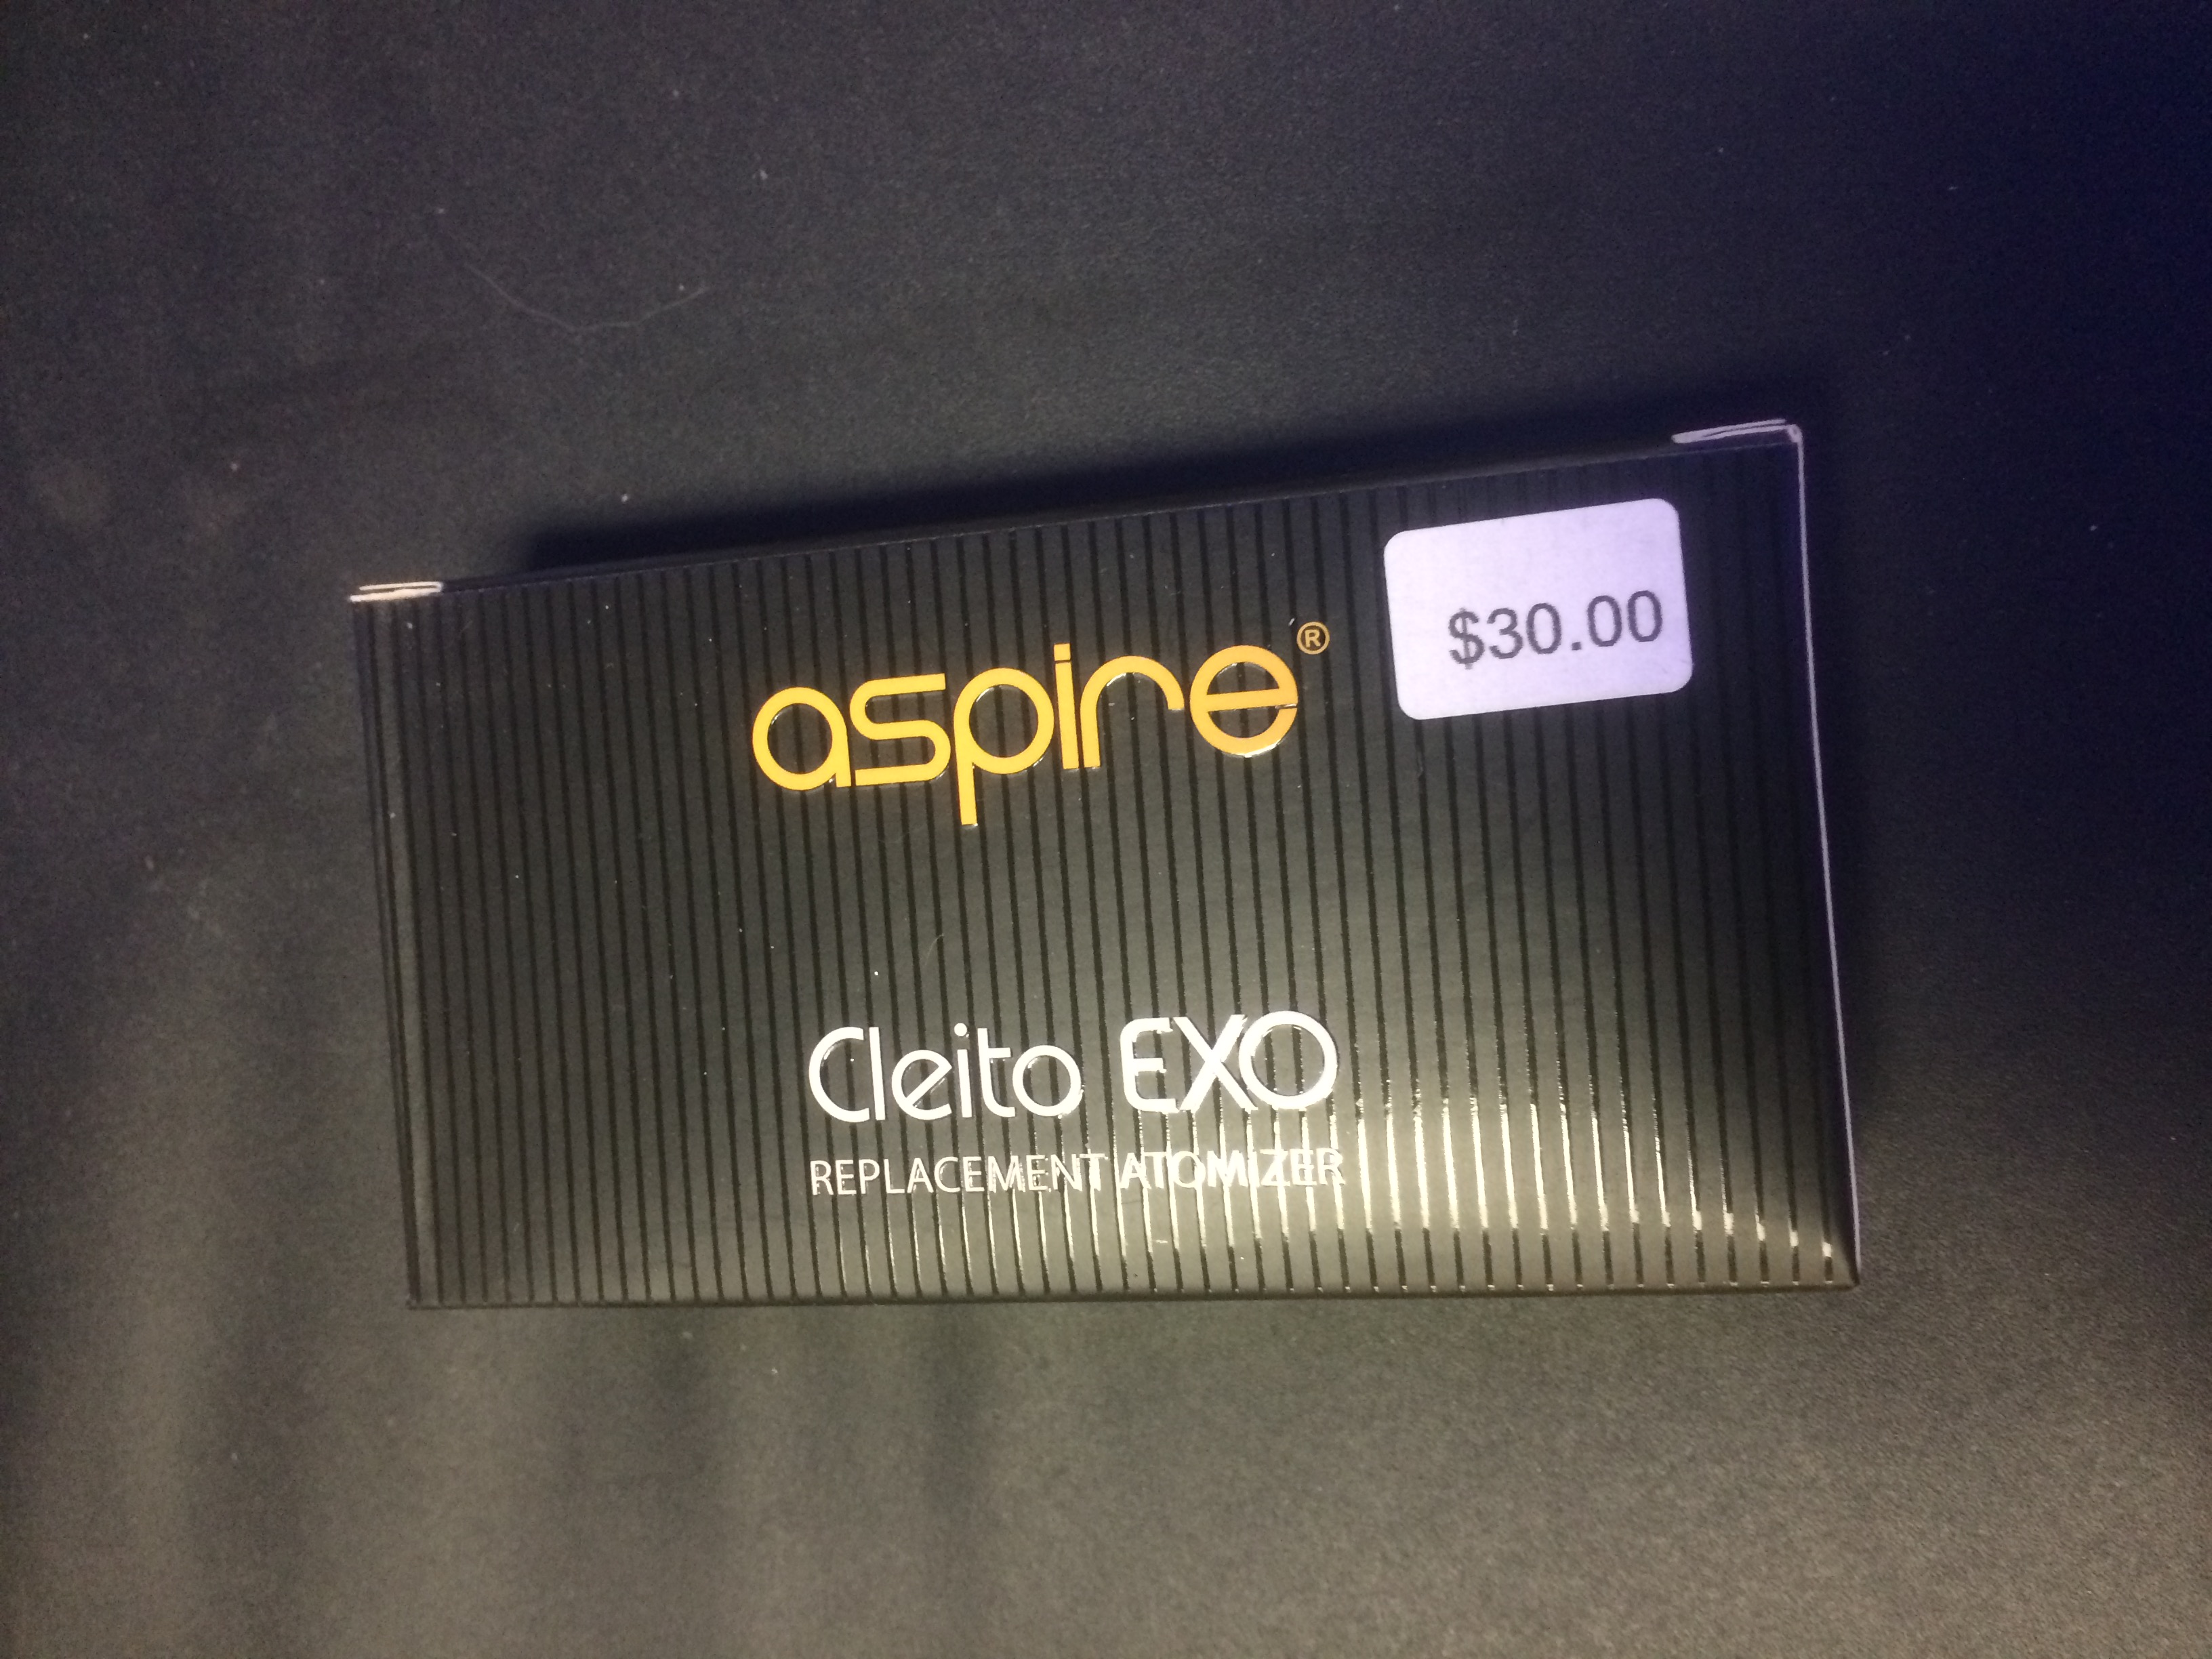 aspire®
$30.00
Cleito EXO
REPLACEMENT ATOMIZER